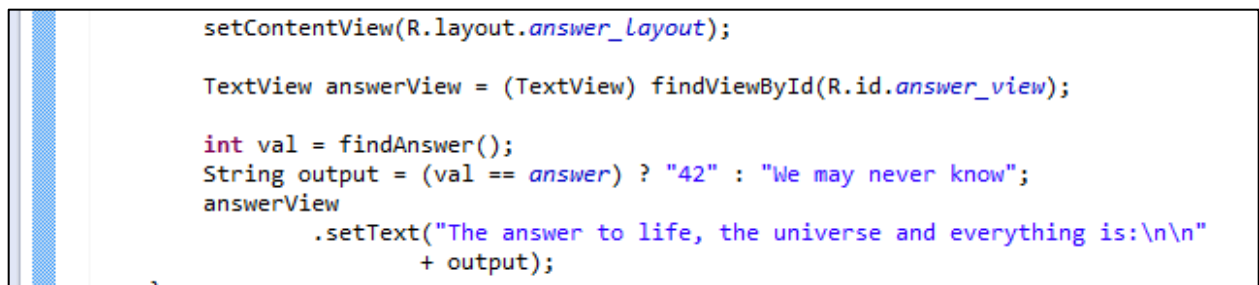 setContentView(R.layout.answer_layout);
TextView answerView = (TextView) findViewById(R.id.answer_view);
int val = findAnswer();
String output = (val == answer) ? "42" : "We may never know";
answerView
.setText("The answer to life, the universe and everything is:\n\n"
+ output);